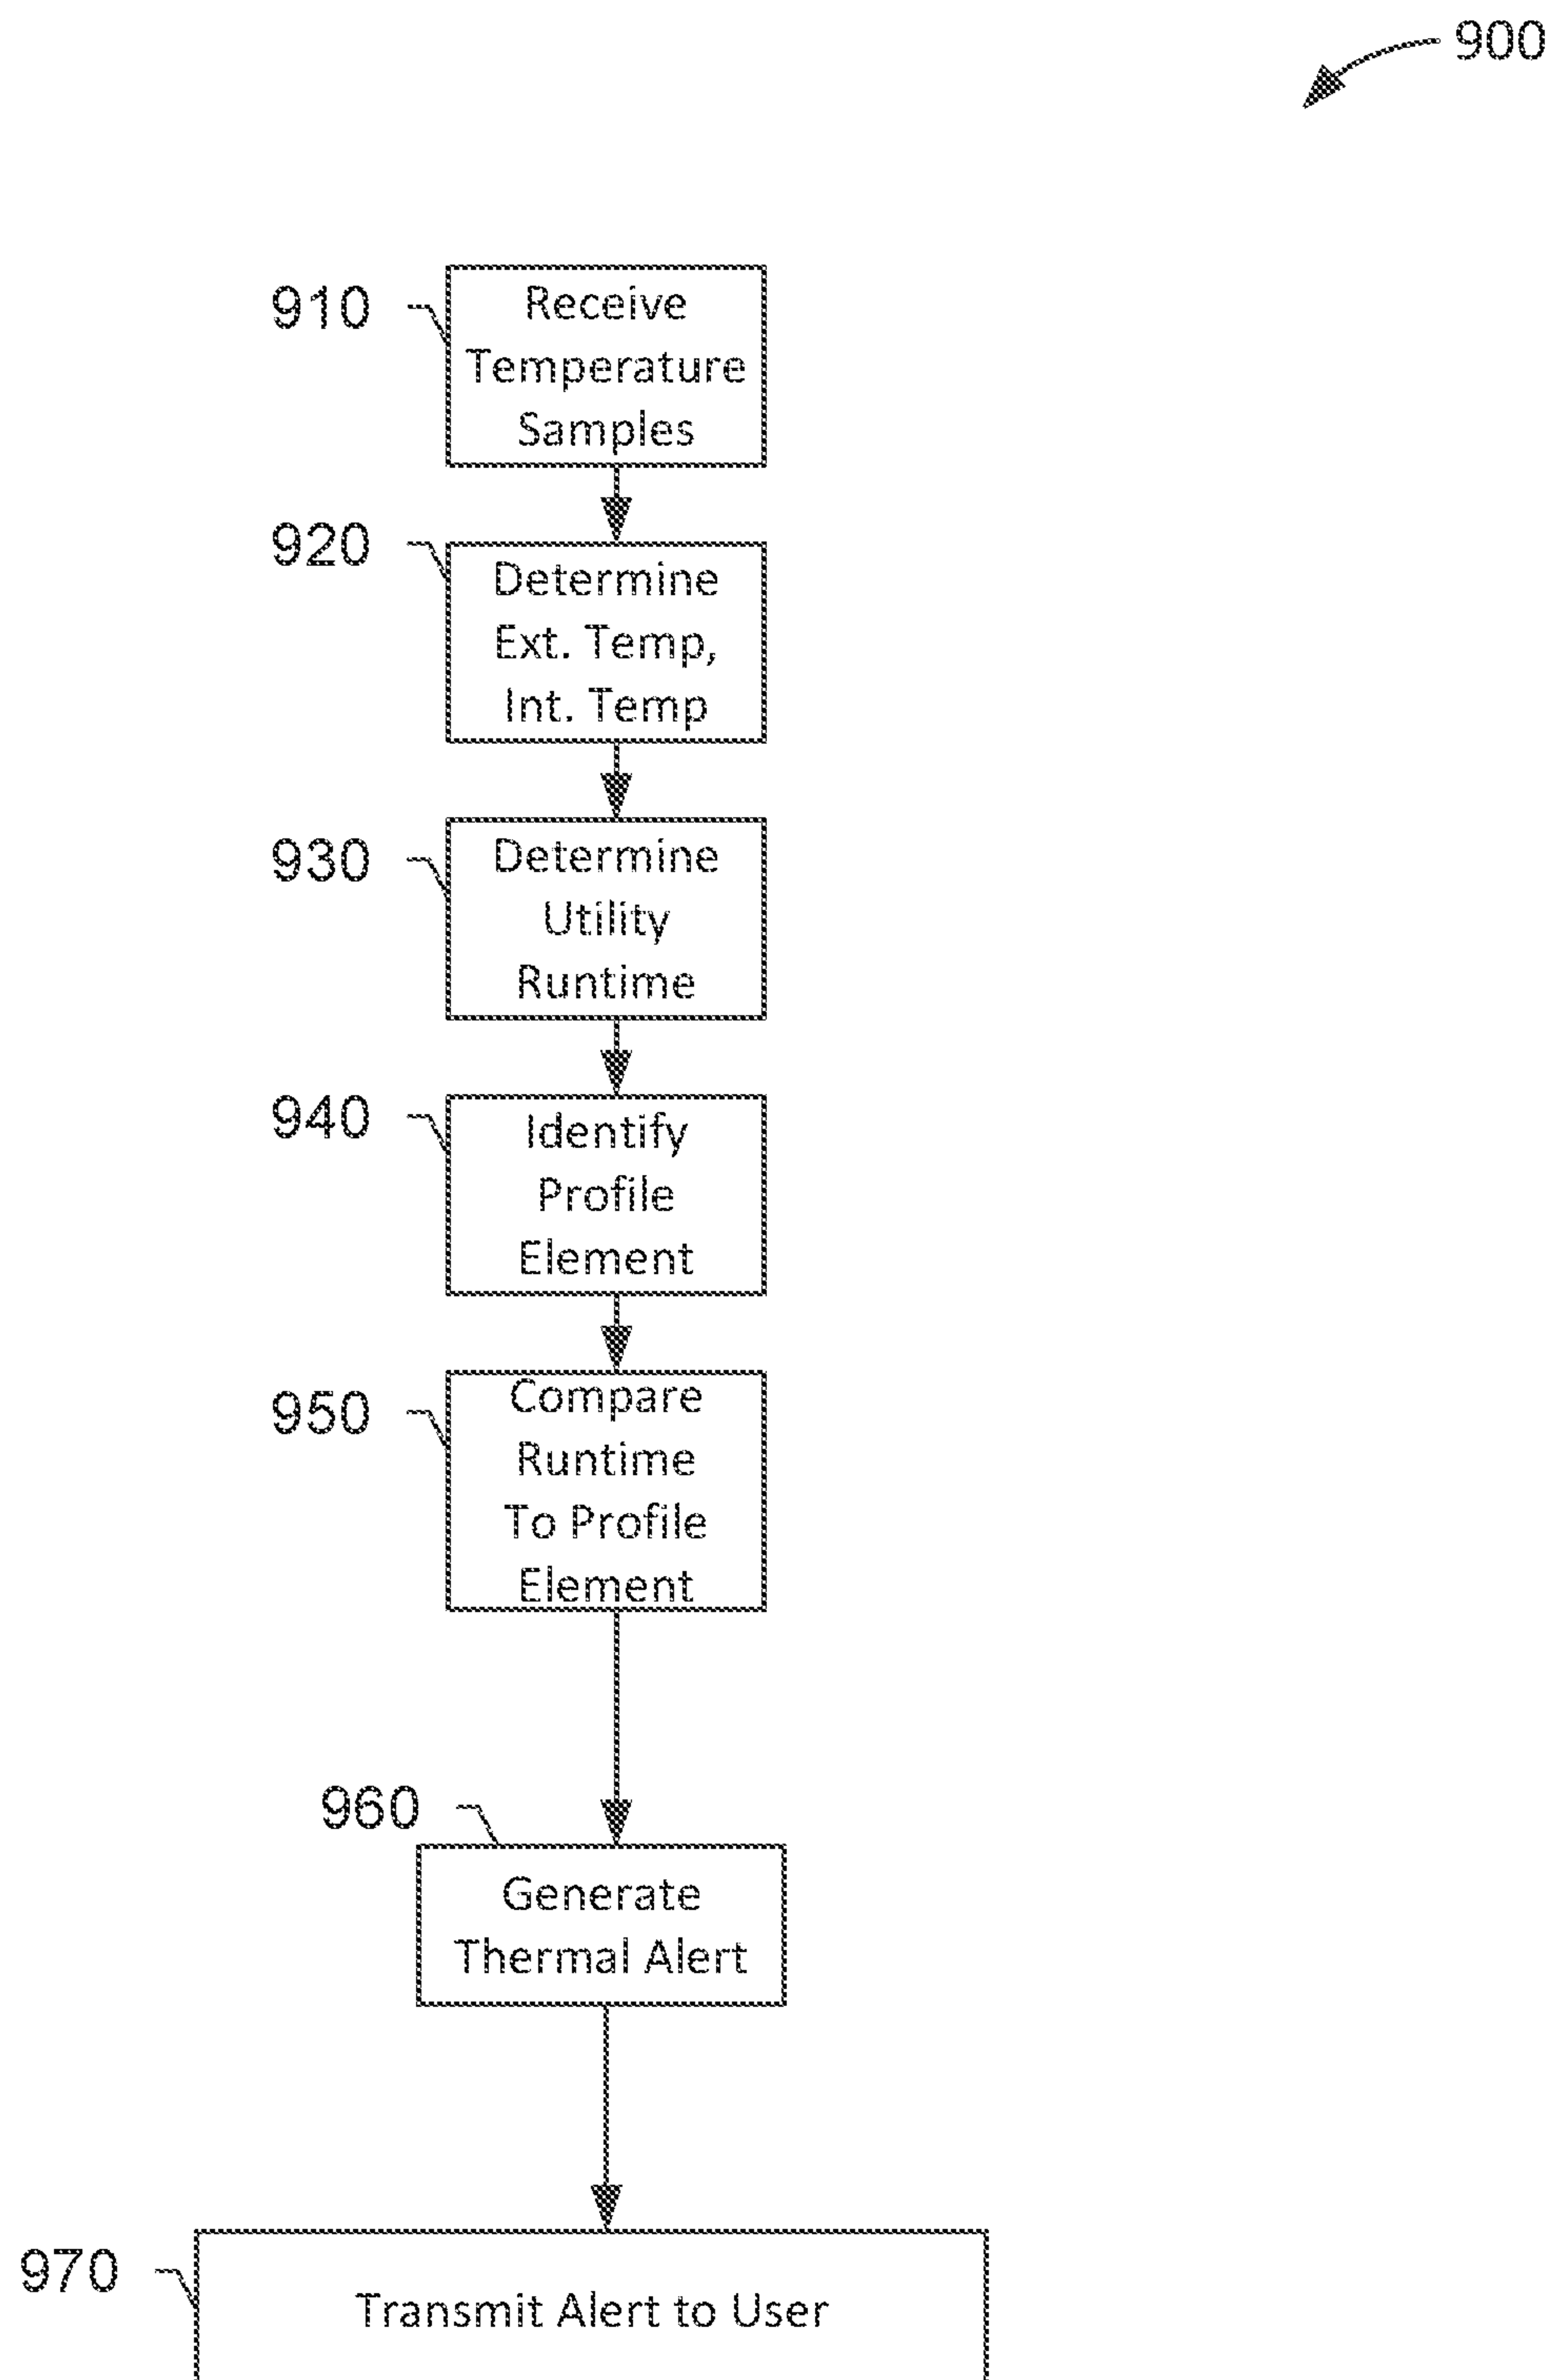 900
910
Receive
Temperature
Samples
920
Determine
Ext. Temp,
Int. Temp
930
Determine
Utility
Runtime
940
Identify
Profile
Element
950
Compare
Runtime
To Profile
Element
960
Generate
Thermal Alert
970
Transmit Alert to User